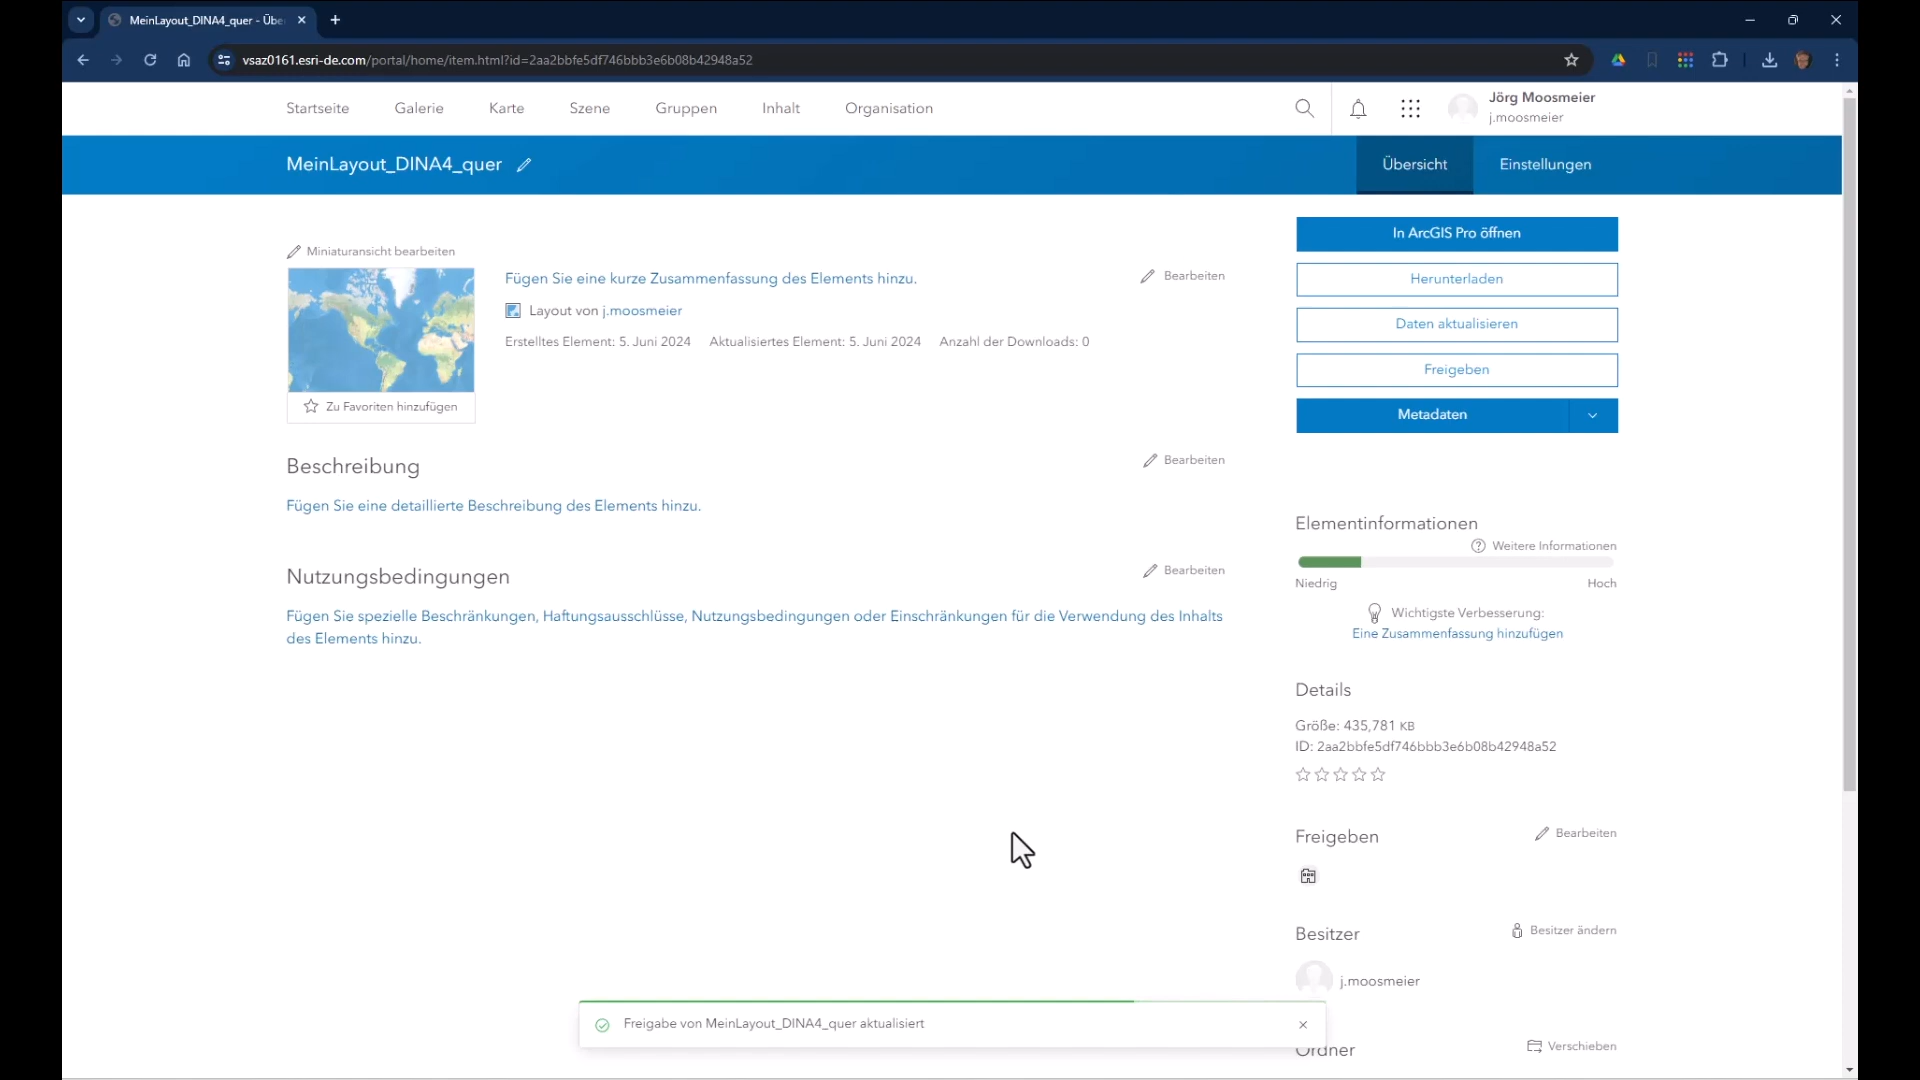 MeinLayout_DINA4_quer - Übe
vsaz0161.esri-de.com/portal/home/item.html?id=2aa2bbfe5df746bbb3e6b08b42948a52
Startseite Galerie Karte Szene Gruppen Inhalt Organisation
Jörg Moosmeier
j.moosmeier
MeinLayout_DINA4_quer
Übersicht Einstellungen
Miniaturansicht bearbeiten
Fügen Sie eine kurze Zusammenfassung des Elements hinzu.
Bearbeiten
Layout von j.moosmeier
Erstelltes Element: 5. Juni 2024 Aktualisiertes Element: 5. Juni 2024 Anzahl der Downloads: 0
Zu Favoriten hinzufügen
Beschreibung
Bearbeiten
Fügen Sie eine detaillierte Beschreibung des Elements hinzu.
Nutzungsbedingungen
Bearbeiten
Fügen Sie spezielle Beschränkungen, Haftungsausschlüsse, Nutzungsbedingungen oder Einschränkungen für die Verwendung des Inhalts
des Elements hinzu.
In ArcGIS Pro öffnen
Herunterladen
Daten aktualisieren
Freigeben
Metadaten
Elementinformationen
Weitere Informationen
Niedrig Hoch
Wichtigste Verbesserung:
Eine Zusammenfassung hinzufügen
Details
Größe: 435,781 KB
ID: 2aa2bbfe5df746bbb3e6b08b42948a52
Freigeben
Bearbeiten
Besitzer
Besitzer ändern
j.moosmeier
Ordner
Verschieben
Freigabe von MeinLayout_DINA4_quer aktualisiert